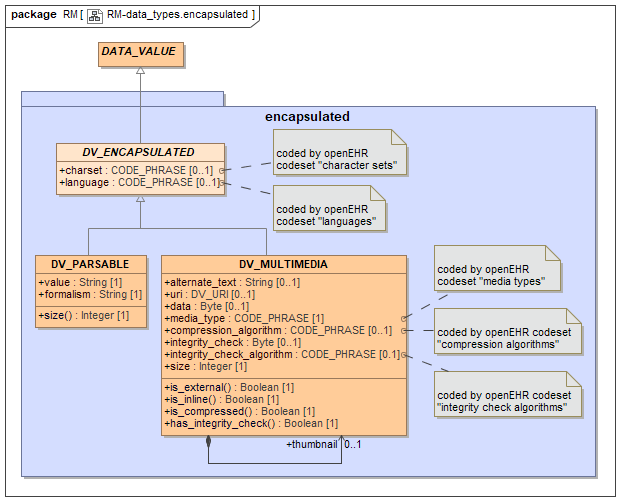 package RM [ RM-data_types.encapsulated ]
DATA_VALUE
encapsulated
DV_ENCAPSULATED
+charset : CODE_PHRASE [0..1]
+language : CODE_PHRASE [0..1]
coded by openEHR
codeset "character sets"
coded by openEHR
codeset "languages"
DV_PARSABLE
+value : String [1]
+formalism : String [1]
+size() : Integer [1]
DV_MULTIMEDIA
+alternate_text : String [0..1]
+uri : DV_URI [0..1]
+data : Byte [0..1]
+media_type : CODE_PHRASE [1]
+compression_algorithm : CODE_PHRASE [0..1]
+integrity_check : Byte [0..1]
+integrity_check_algorithm : CODE_PHRASE [0.1]
+size : Integer [1]
+is_external() : Boolean [1]
+is_inline() : Boolean [1]
+is_compressed() : Boolean [1]
+has_integrity_check() : Boolean [1]
+thumbnail 0..1
coded by openEHR
codeset "media types"
coded by openEHR codeset
"compression algorithms"
coded by openEHR codeset
"integrity check algorithms"